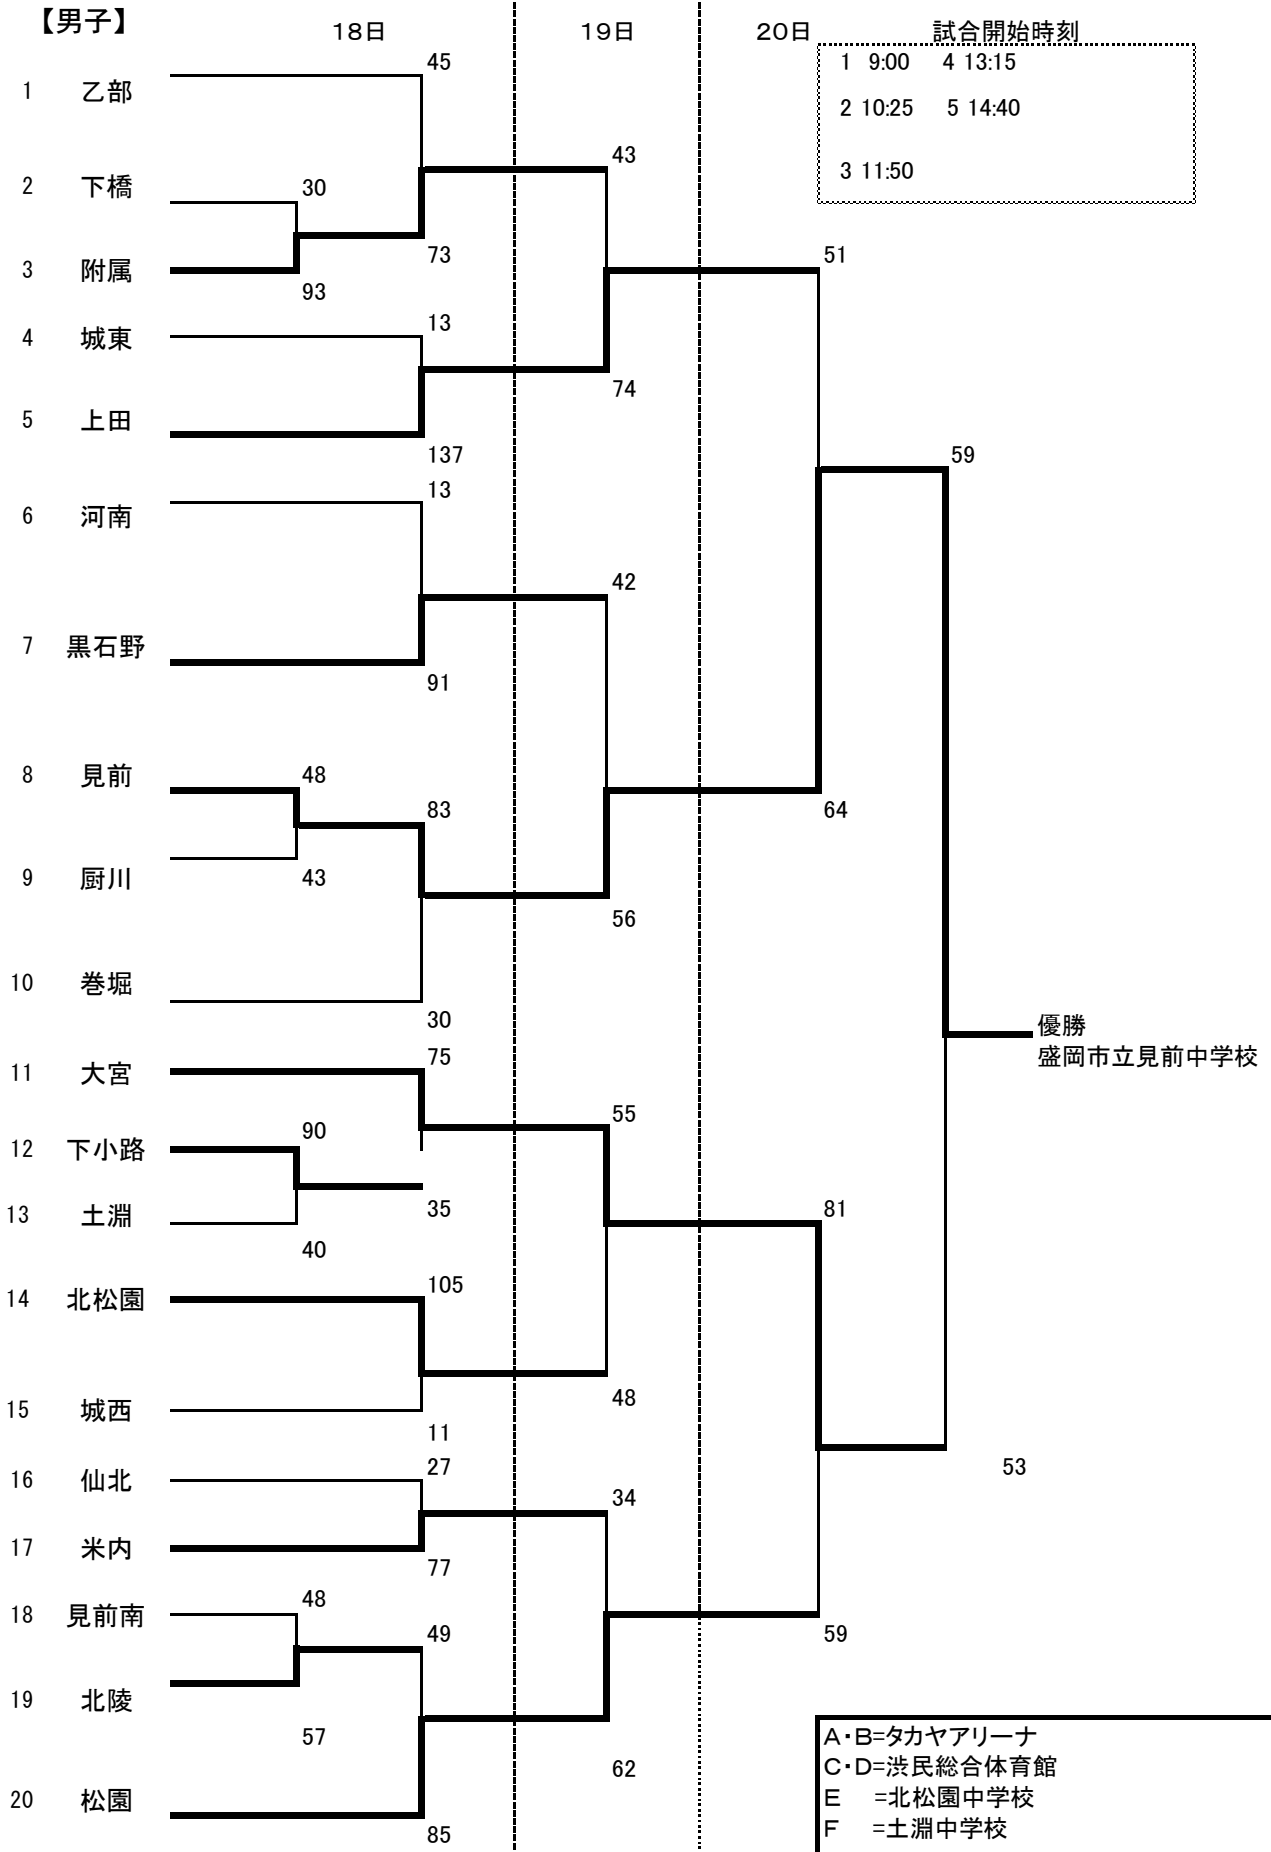 【男子】
18日
19日
20日
試合開始時刻
1 9:00 4 13:15
2 10:25 5 14:40
3 11:50
45
1 乙部
43
2 下橋
30
73
51
3 附属
93
4 城東
13
74
5 上田
137
59
13
6 河南
42
7 黒石野
91
8 見前
48
83
64
9 厨川
43
56
10 巻堀
30
優勝
盛岡市立見前中学校
75
11 大宮
55
90
12 下小路
35
81
13 土淵
40
105
14 北松園
48
15 城西
11
27
16 仙北
53
34
17 米内
77
48
18 見前南
49
59
19 北陵
57
62
20 松園
85
A・B=タカヤアリーナ
C・D=渋民総合体育館
E =北松園中学校
F =土淵中学校